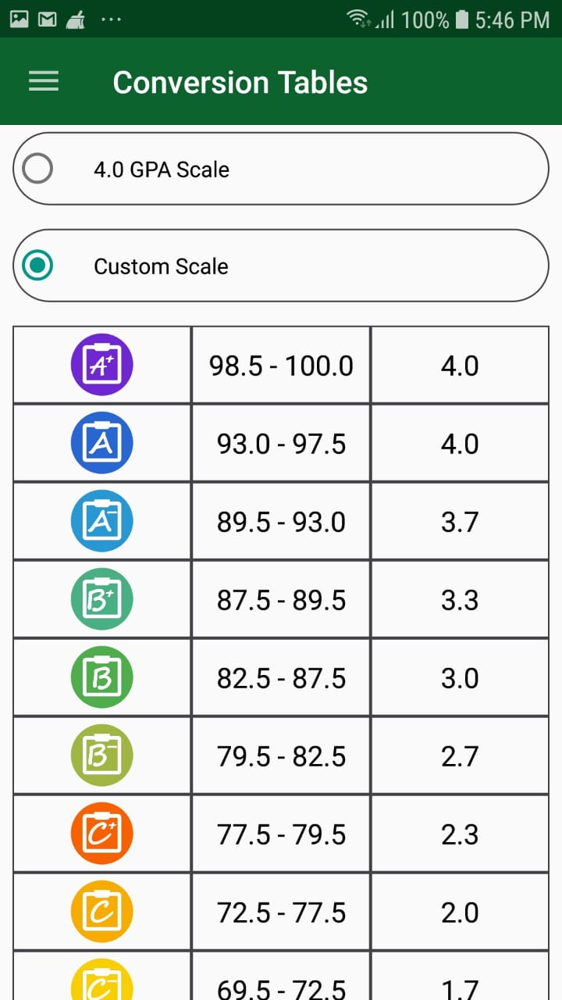 100% 5:46 PM
Conversion Tables
4.0 GPA Scale
Custom Scale
A+ 98.5 - 100.0 4.0
A 93.0 - 97.5 4.0
A- 89.5 - 93.0 3.7
B+ 87.5 - 89.5 3.3
B 82.5 - 87.5 3.0
B- 79.5 - 82.5 2.7
C+ 77.5 - 79.5 2.3
C 72.5 - 77.5 2.0
C- 69.5 - 72.5 1.7